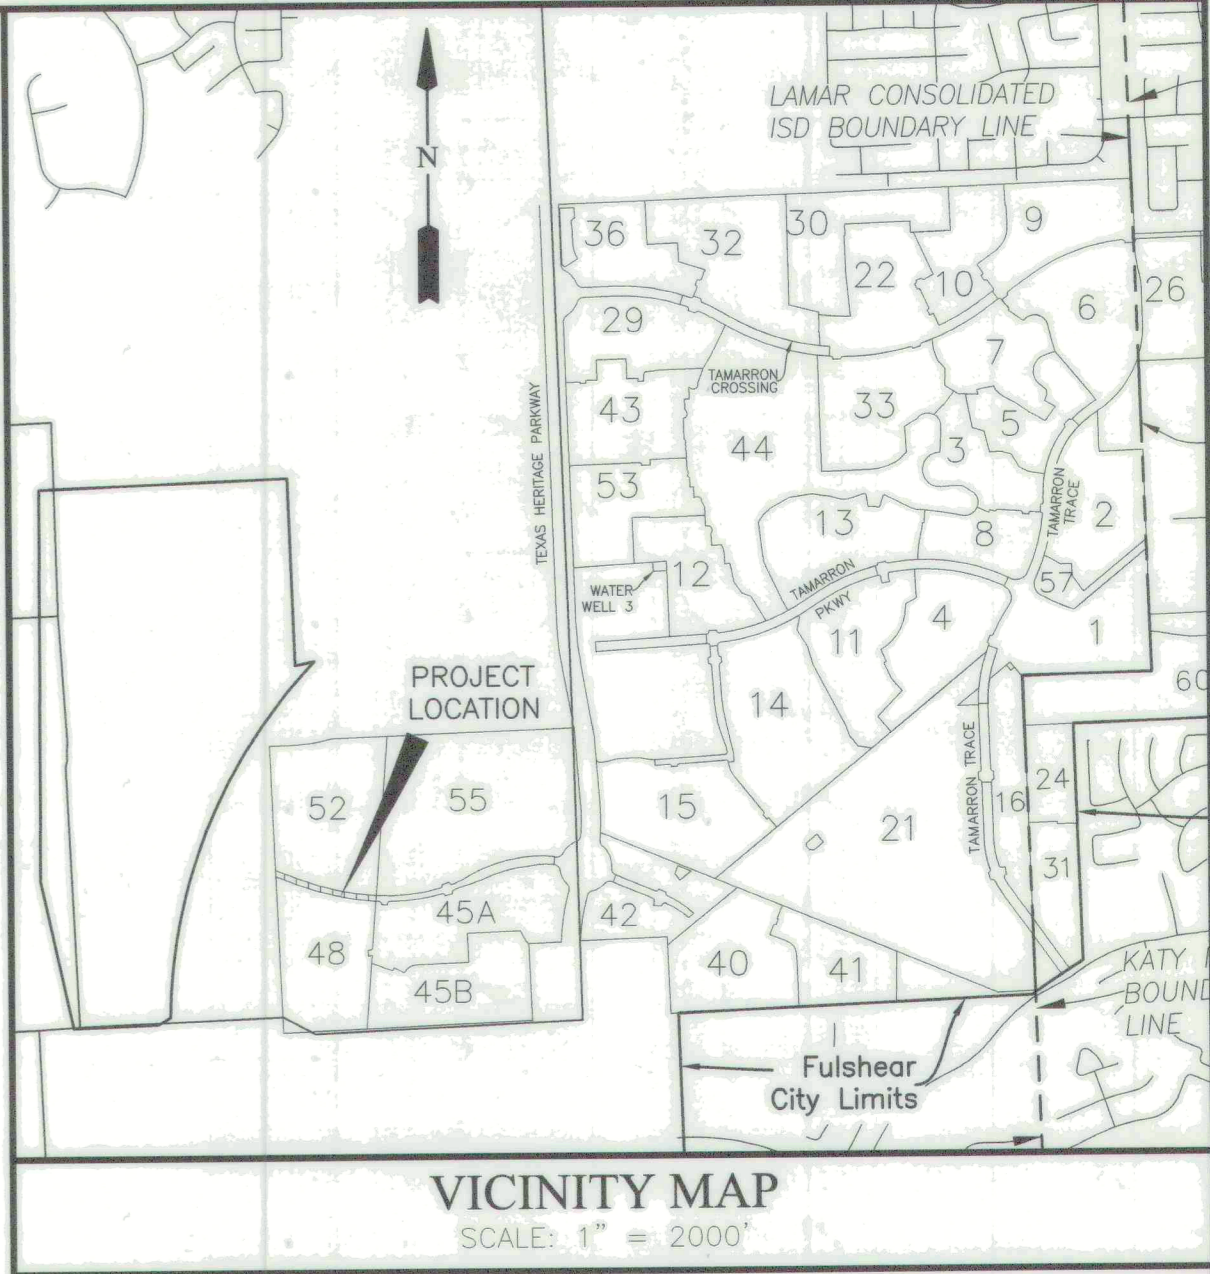 LAMAR CONSOLIDATED
ISD BOUNDARY LINE
N
36
32
30
9
22
10
6
26
29
7
TAMARRON
CROSSING
43
33
5
3
44
TEXAS HERITAGE PARKWAY
53
13
8
TAMARRON
TRACE
2
WATER
WELL 3
12
TAMARRON
PKWY
57
11
4
1
PROJECT
LOCATION
14
60
52
55
15
TAMARRON TRACE
16
24
21
31
45A
42
48
45B
40
41
KATY
BOUND
LINE
Fulshear
City Limits
VICINITY MAP
SCALE: 1" = 2000'